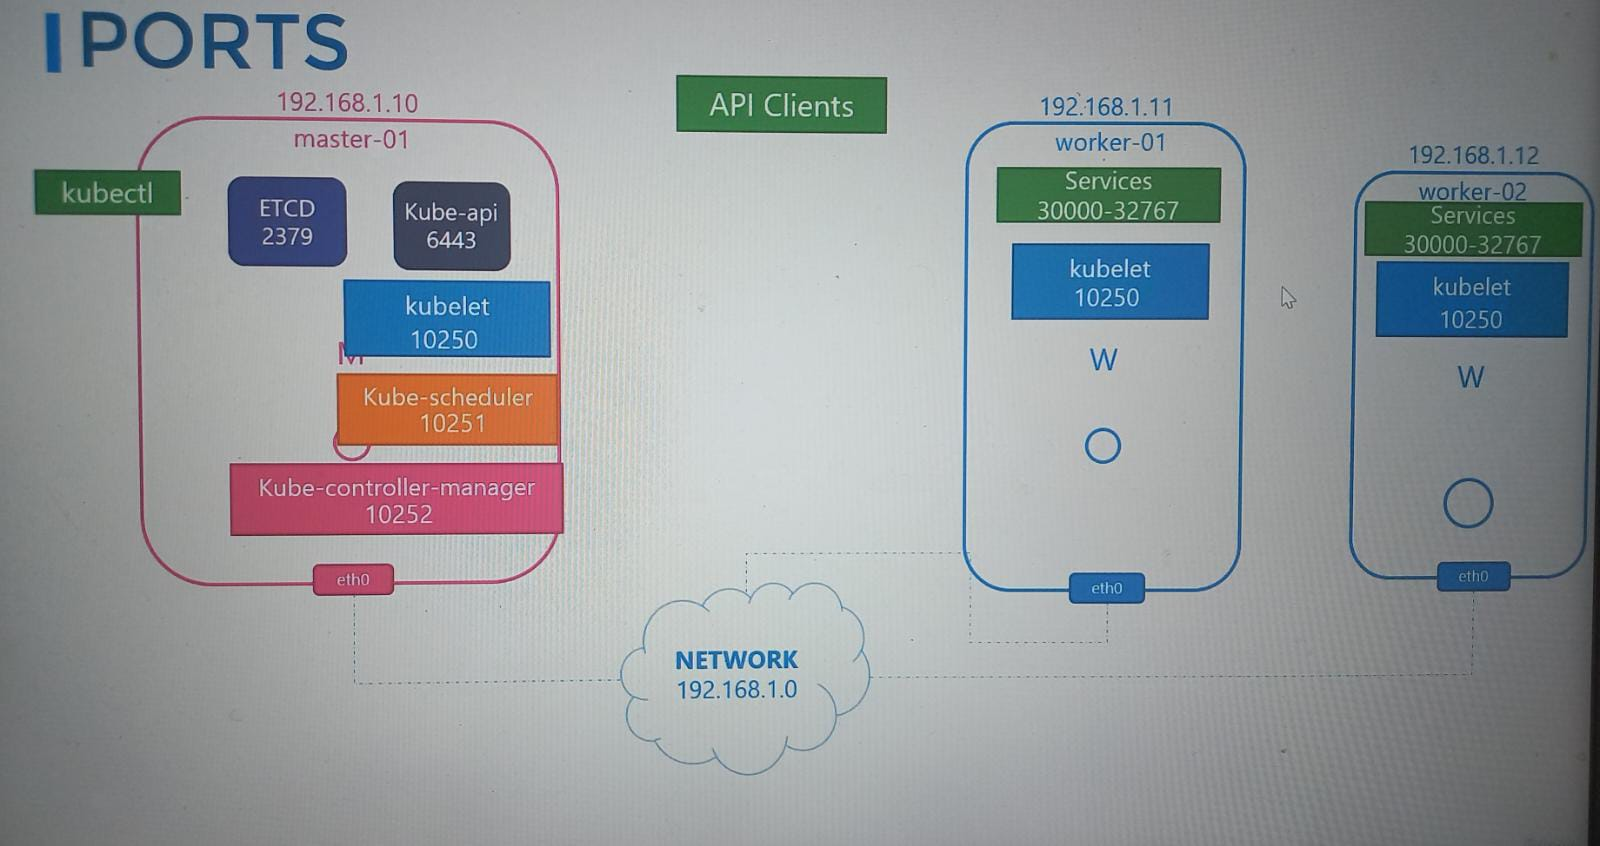 PORTS
192.168.1.10
master-01
kubectl
ETCD
2379
Kube-api
6443
kubelet
10250
M
Kube-scheduler
10251
Kube-controller-manager
10252
eth0
API Clients
192.168.1.11
worker-01
Services
30000-32767
kubelet
10250
W
eth0
192.168.1.12
worker-02
Services
30000-32767
kubelet
10250
W
eth0
NETWORK
192.168.1.0